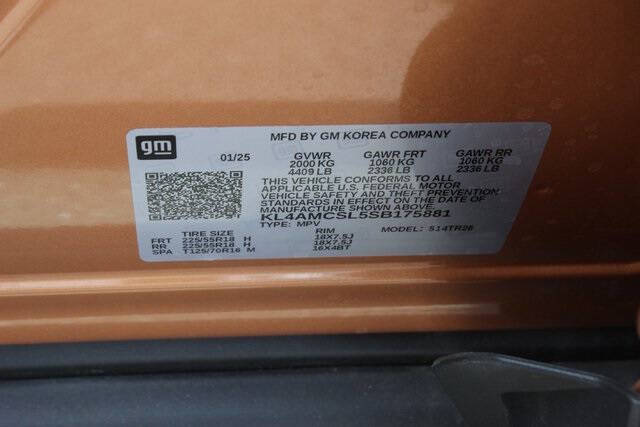 gm
MFD BY GM KOREA COMPANY
01/25 GVWR GAWR FRT GAWR RR
2000 KG 1060 KG 1060 KG
4409 LB 2336 LB 2336 LB
THIS VEHICLE CONFORMS TO ALL
APPLICABLE U.S. FEDERAL MOTOR
VEHICLE SAFETY AND THEFT PREVENTION
STANDARDS IN EFFECT ON THE DATE OF
MANUFACTURE SHOWN ABOVE.
KL4AMCSL5SB175881
TYPE: MPV MODEL: 514TR26
TIRE SIZE RIM
FRT 225/55R18 H 18X7.5J
RR 225/55R18 H 18X7.5J
SPA T125/70R16 M 16X4BT